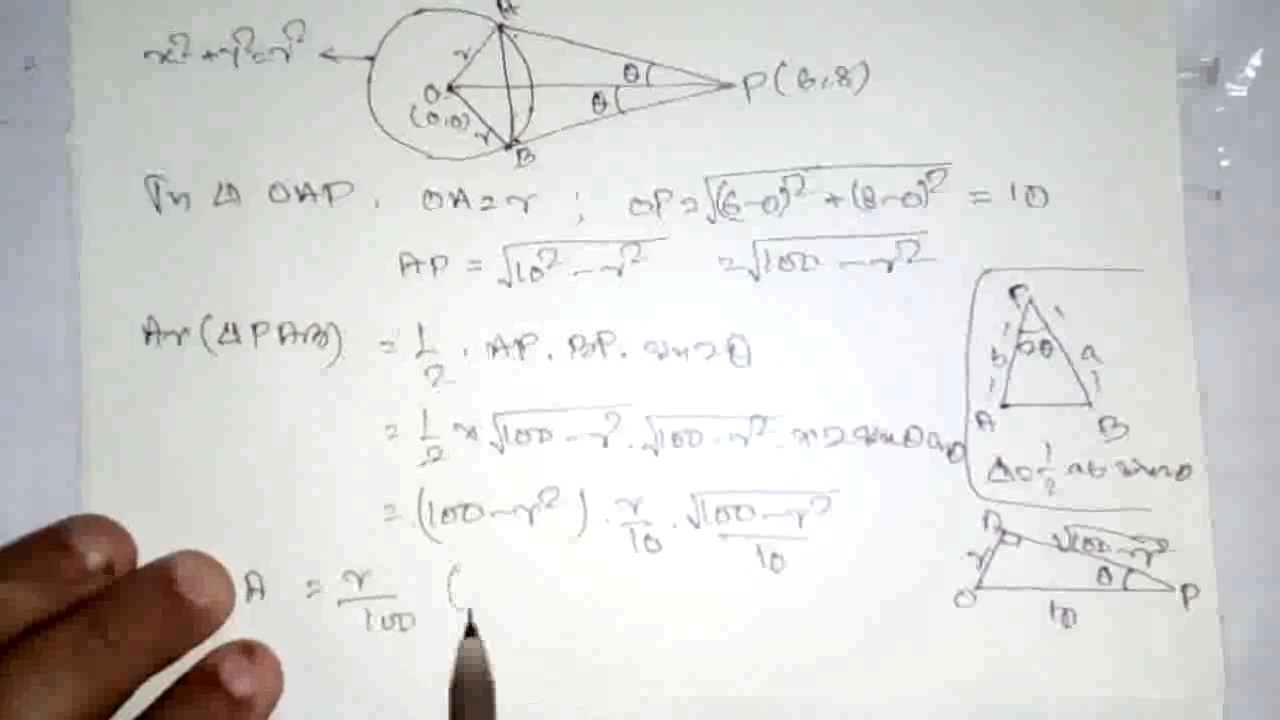 x² + y² = r²
A
r
θ
O
(0,0)
θ
P(6,8)
r
B
In Δ OAP, OA = r ; OP = √(6-0)² + (8-0)² = 10
AP = √10² - r² = √100 - r²
Ar(ΔPAB) = 1/2 . AP. BP. sin2θ
= 1/2 × √100 - r² . √100 - r² × 2 sinθ cosθ
= (100 - r²) . r/10 . √100 - r²/10
A = r/100 (
P
b
θ
a
A
B
Δ = 1/2 ab sinθ
A
√100 - r²
r
θ
O
10
P